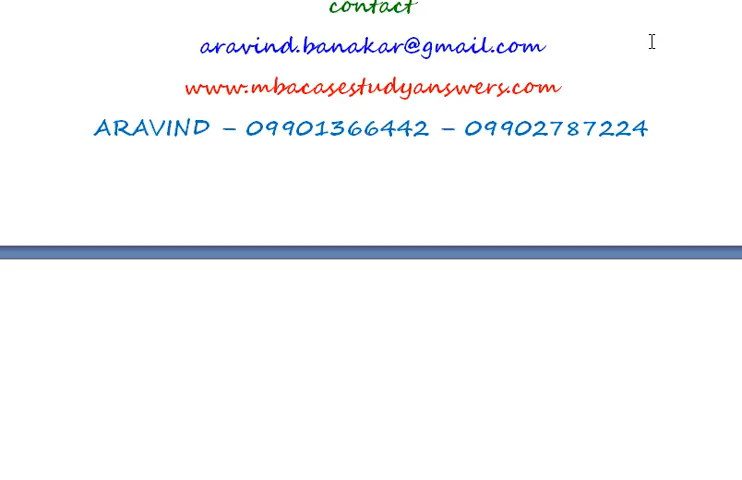 contact
aravind.banakar@gmail.com
www.mbacasestudyanswers.com
ARAVIND – 09901366442 – 09902787224